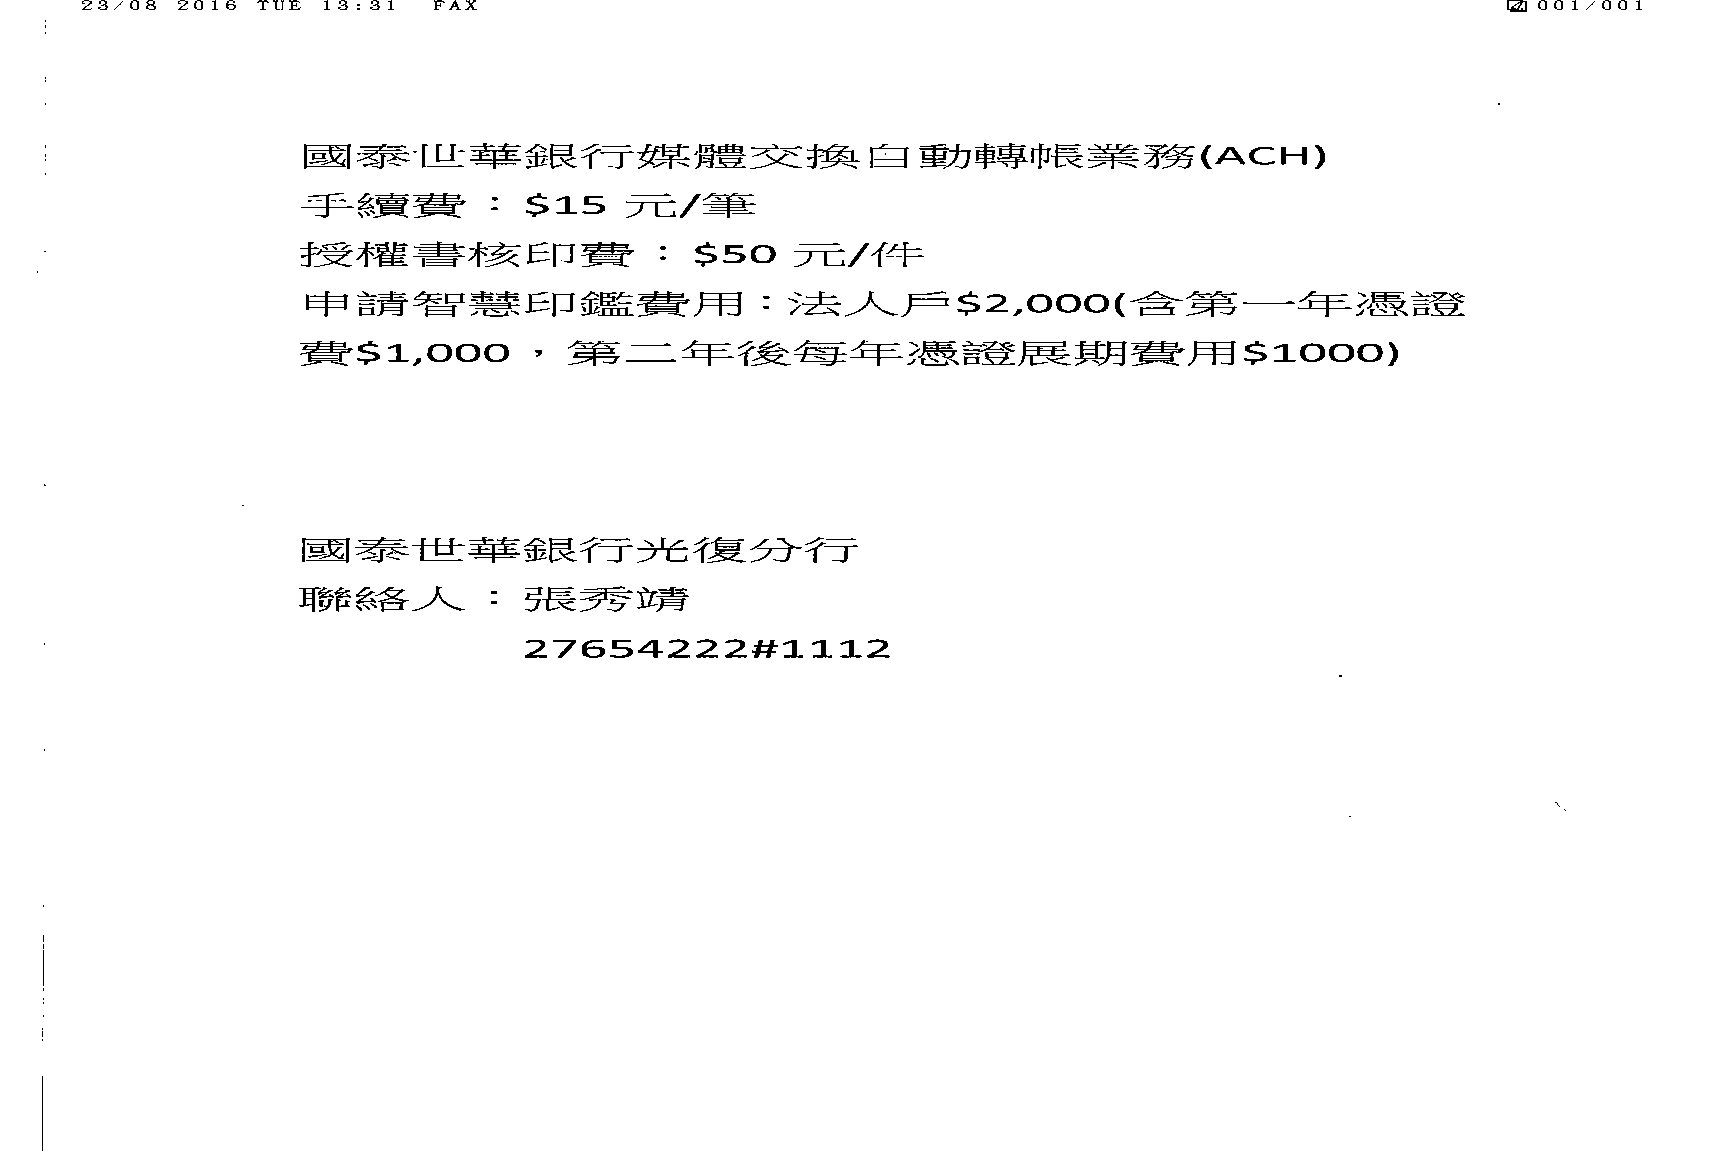 23/08 2016 TUE 13:31 FAX 001/001
國泰世華銀行媒體交換自動轉帳業務(ACH)
手續費：$15 元/筆
授權書核印費：$50 元/件
申請智慧印鑑費用：法人戶$2,000(含第一年憑證
費$1,000，第二年後每年憑證展期費用$1000)
國泰世華銀行光復分行
聯絡人：張秀靖
27654222#1112